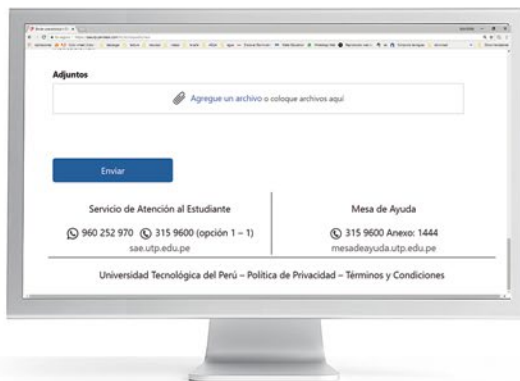 Adjuntos
Agregue un archivo o coloque archivos aquí
Enviar
Servicio de Atención al Estudiante
960 252 970 315 9600 (opción 1 – 1)
sae.utp.edu.pe
Mesa de Ayuda
315 9600 Anexo: 1444
mesadeayuda.utp.edu.pe
Universidad Tecnológica del Perú – Política de Privacidad – Términos y Condiciones